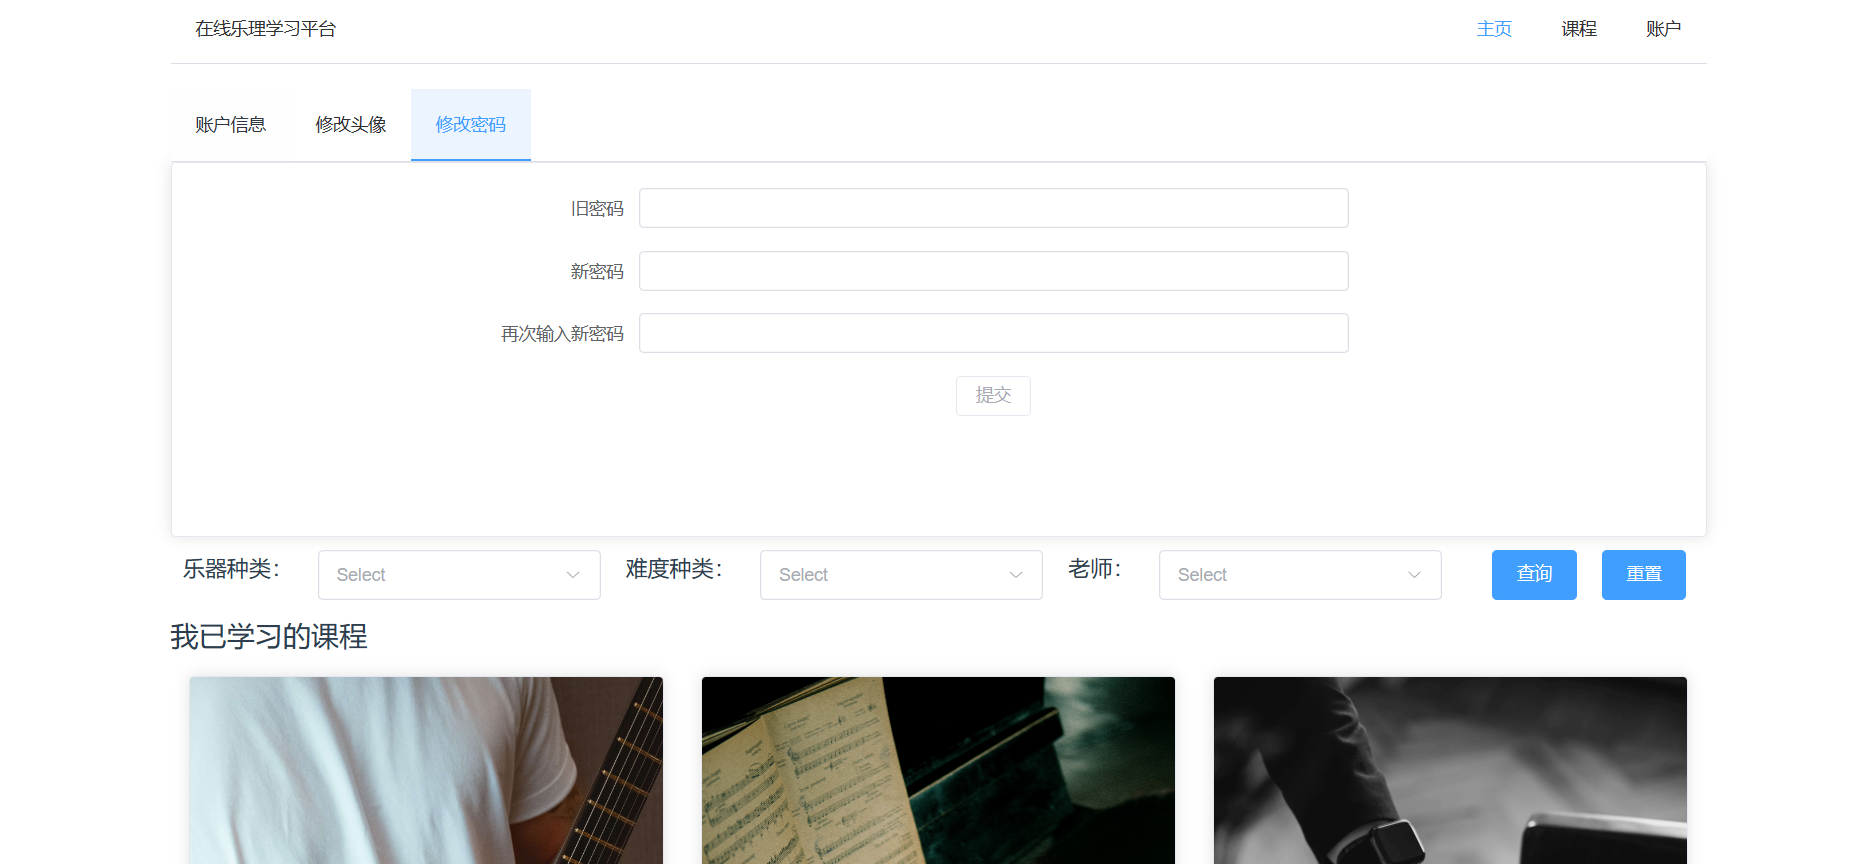 在线乐理学习平台
主页 课程 账户
账户信息 修改头像 修改密码
旧密码
新密码
再次输入新密码
提交
乐器种类： Select 难度种类： Select 老师： Select 查询 重置
我已学习的课程